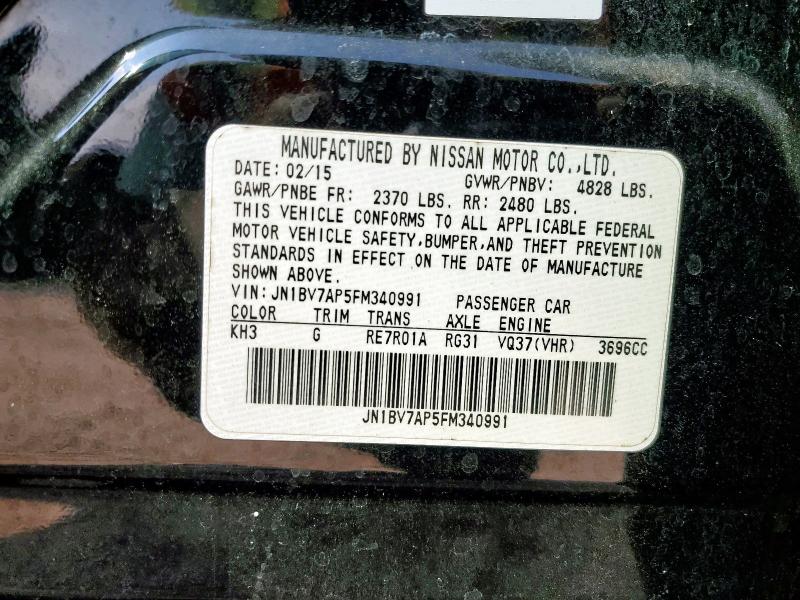 MANUFACTURED BY NISSAN MOTOR CO.,LTD.
DATE: 02/15 GVWR/PNBV: 4828 LBS.
GAWR/PNBE FR: 2370 LBS. RR: 2480 LBS.
THIS VEHICLE CONFORMS TO ALL APPLICABLE FEDERAL
MOTOR VEHICLE SAFETY,BUMPER,AND THEFT PREVENTION
STANDARDS IN EFFECT ON THE DATE OF MANUFACTURE
SHOWN ABOVE.
VIN:JN1BV7AP5FM340991 PASSENGER CAR
COLOR TRIM TRANS AXLE ENGINE
KH3 G RE7R01A RG31 VQ37(VHR) 3696CC
JN1BV7AP5FM340991